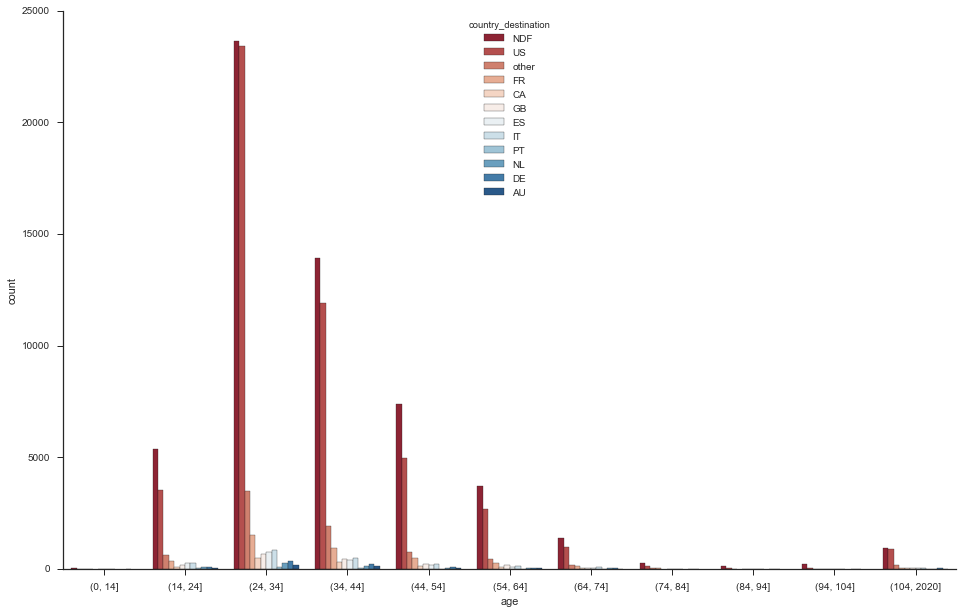 25000
20000
15000
10000
5000
0
count
country_destination
NDF
US
other
FR
CA
GB
ES
IT
PT
NL
DE
AU
(0, 14] (14, 24] (24, 34] (34, 44] (44, 54] (54, 64] (64, 74] (74, 84] (84, 94] (94, 104] (104, 2020]
age